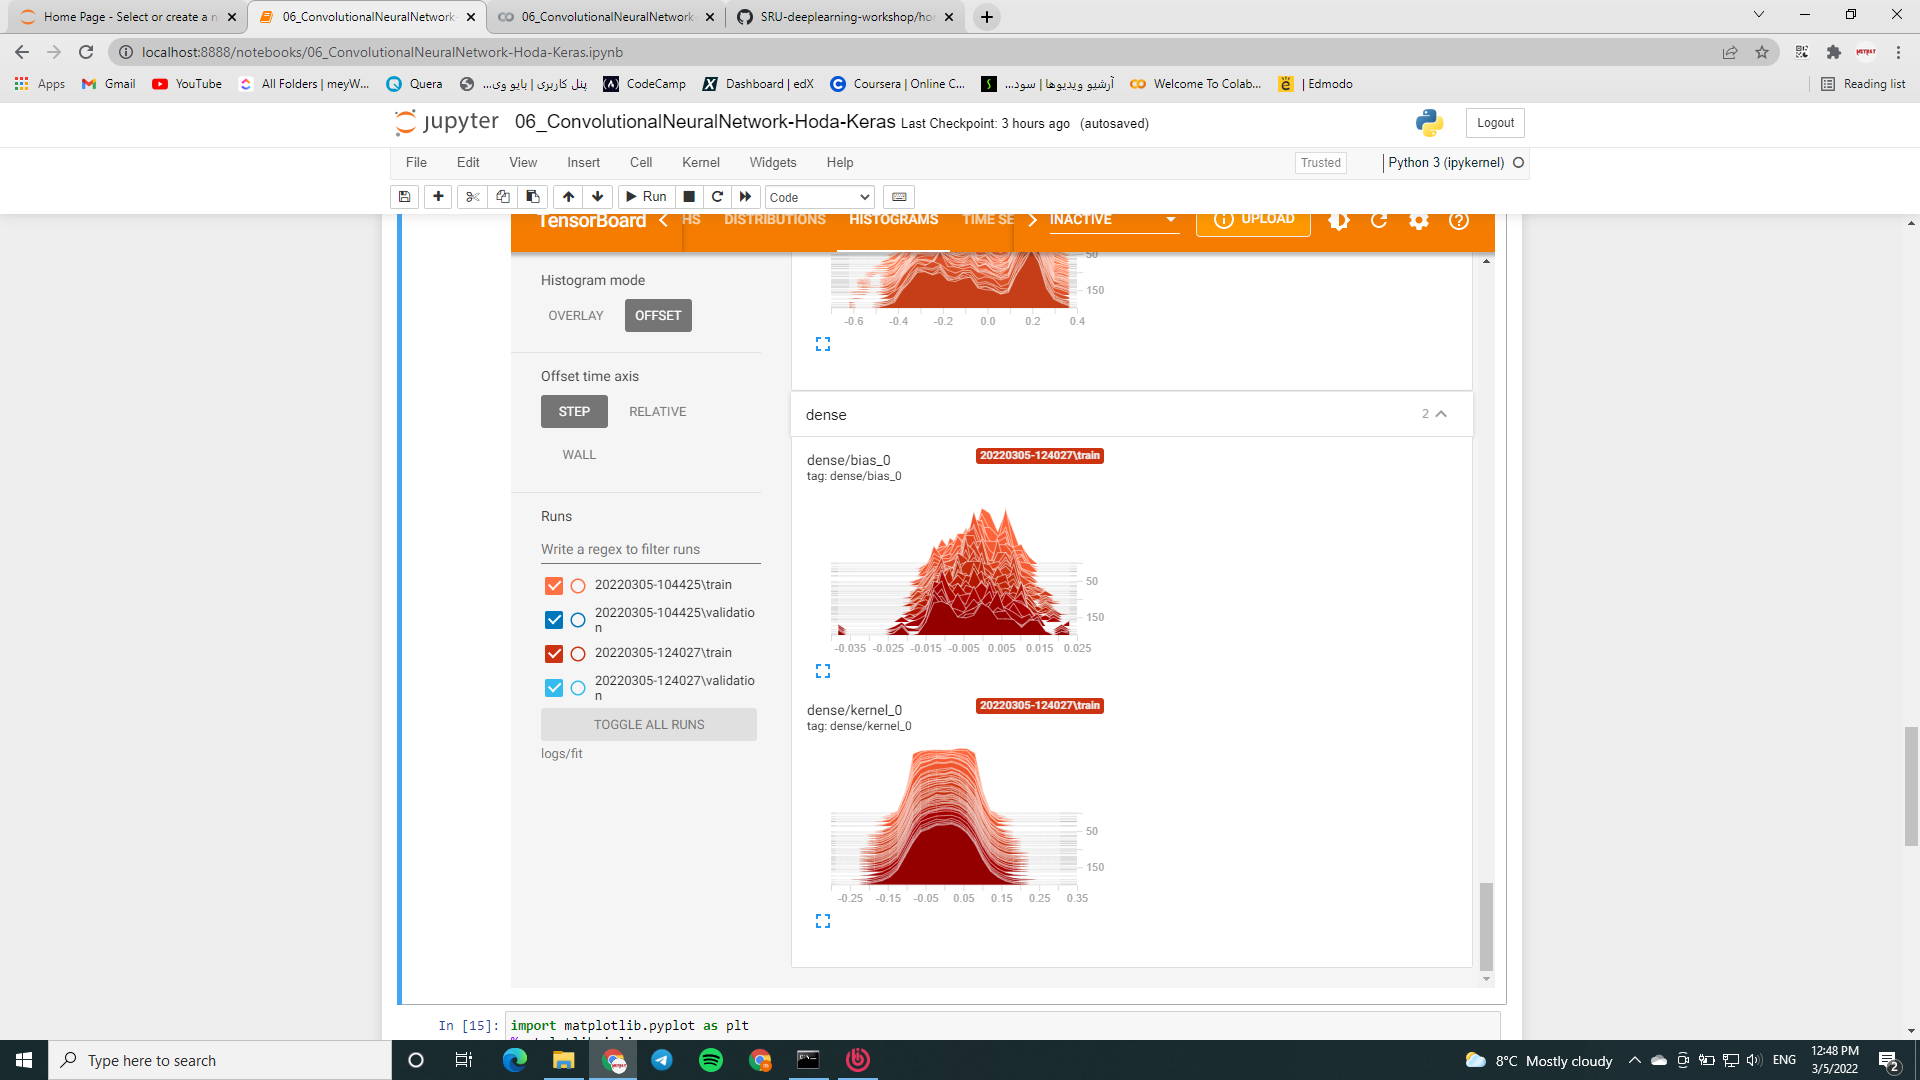 Home Page - Select or create a n
06_ConvolutionalNeuralNetwork-
06_ConvolutionalNeuralNetwork-
SRU-deeplearning-workshop/ho
localhost:8888/notebooks/06_ConvolutionalNeuralNetwork-Hoda-Keras.ipynb
Apps
Gmail
YouTube
All Folders | meyW...
Quera
پنل کاربری | بایو وی...
CodeCamp
Dashboard | edX
Coursera | Online C...
آرشیو ویدیوها | سود...
Welcome To Colab...
| Edmodo
Reading list
jupyter 06_ConvolutionalNeuralNetwork-Hoda-Keras Last Checkpoint: 3 hours ago (autosaved)
Logout
File Edit View Insert Cell Kernel Widgets Help
Trusted
Python 3 (ipykernel)
Run
Code
TensorBoard
HS DISTRIBUTIONS HISTOGRAMS TIME SE
INACTIVE
UPLOAD
Histogram mode
OVERLAY OFFSET
Offset time axis
STEP RELATIVE
WALL
Runs
Write a regex to filter runs
20220305-104425\train
20220305-104425\validatio
n
20220305-124027\train
20220305-124027\validatio
n
TOGGLE ALL RUNS
logs/fit
50
150
-0.6 -0.4 -0.2 0.0 0.2 0.4
dense
2
dense/bias_0
20220305-124027\train
tag: dense/bias_0
50
150
-0.035 -0.025 -0.015 -0.005 0.005 0.015 0.025
dense/kernel_0
20220305-124027\train
tag: dense/kernel_0
50
150
-0.25 -0.15 -0.05 0.05 0.15 0.25 0.35
In [15]:
import matplotlib.pyplot as plt
Type here to search
8°C Mostly cloudy
ENG
12:48 PM
3/5/2022
2